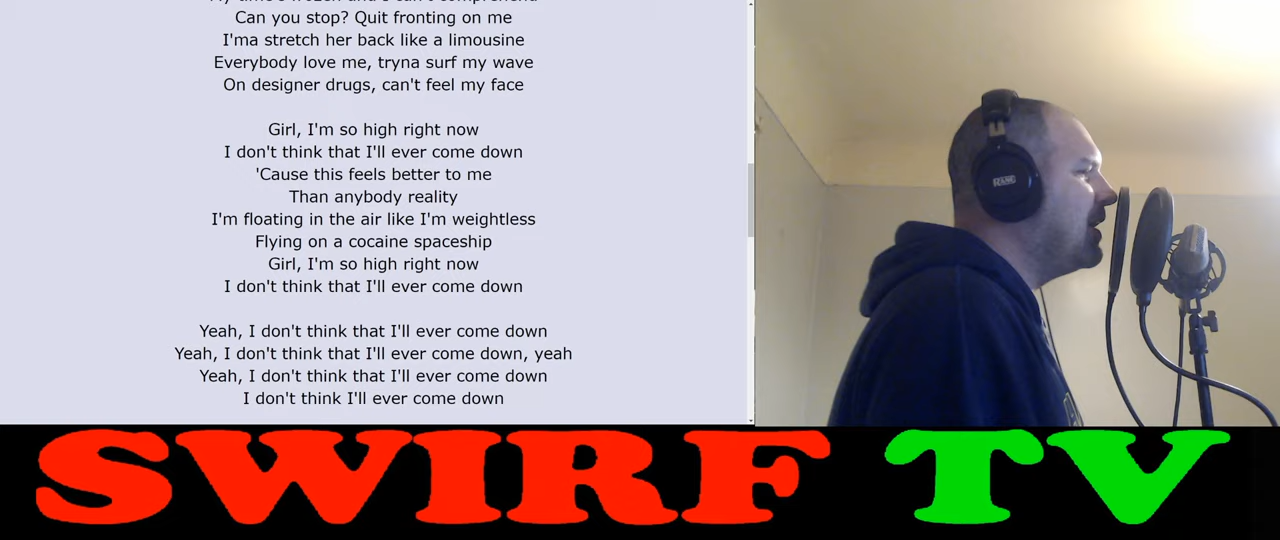 Can you stop? Quit fronting on me
I'ma stretch her back like a limousine
Everybody love me, tryna surf my wave
On designer drugs, can't feel my face
Girl, I'm so high right now
I don't think that I'll ever come down
'Cause this feels better to me
Than anybody reality
I'm floating in the air like I'm weightless
Flying on a cocaine spaceship
Girl, I'm so high right now
I don't think that I'll ever come down
Yeah, I don't think that I'll ever come down
Yeah, I don't think that I'll ever come down, yeah
Yeah, I don't think that I'll ever come down
I don't think I'll ever come down
RANE
SWIRF TV